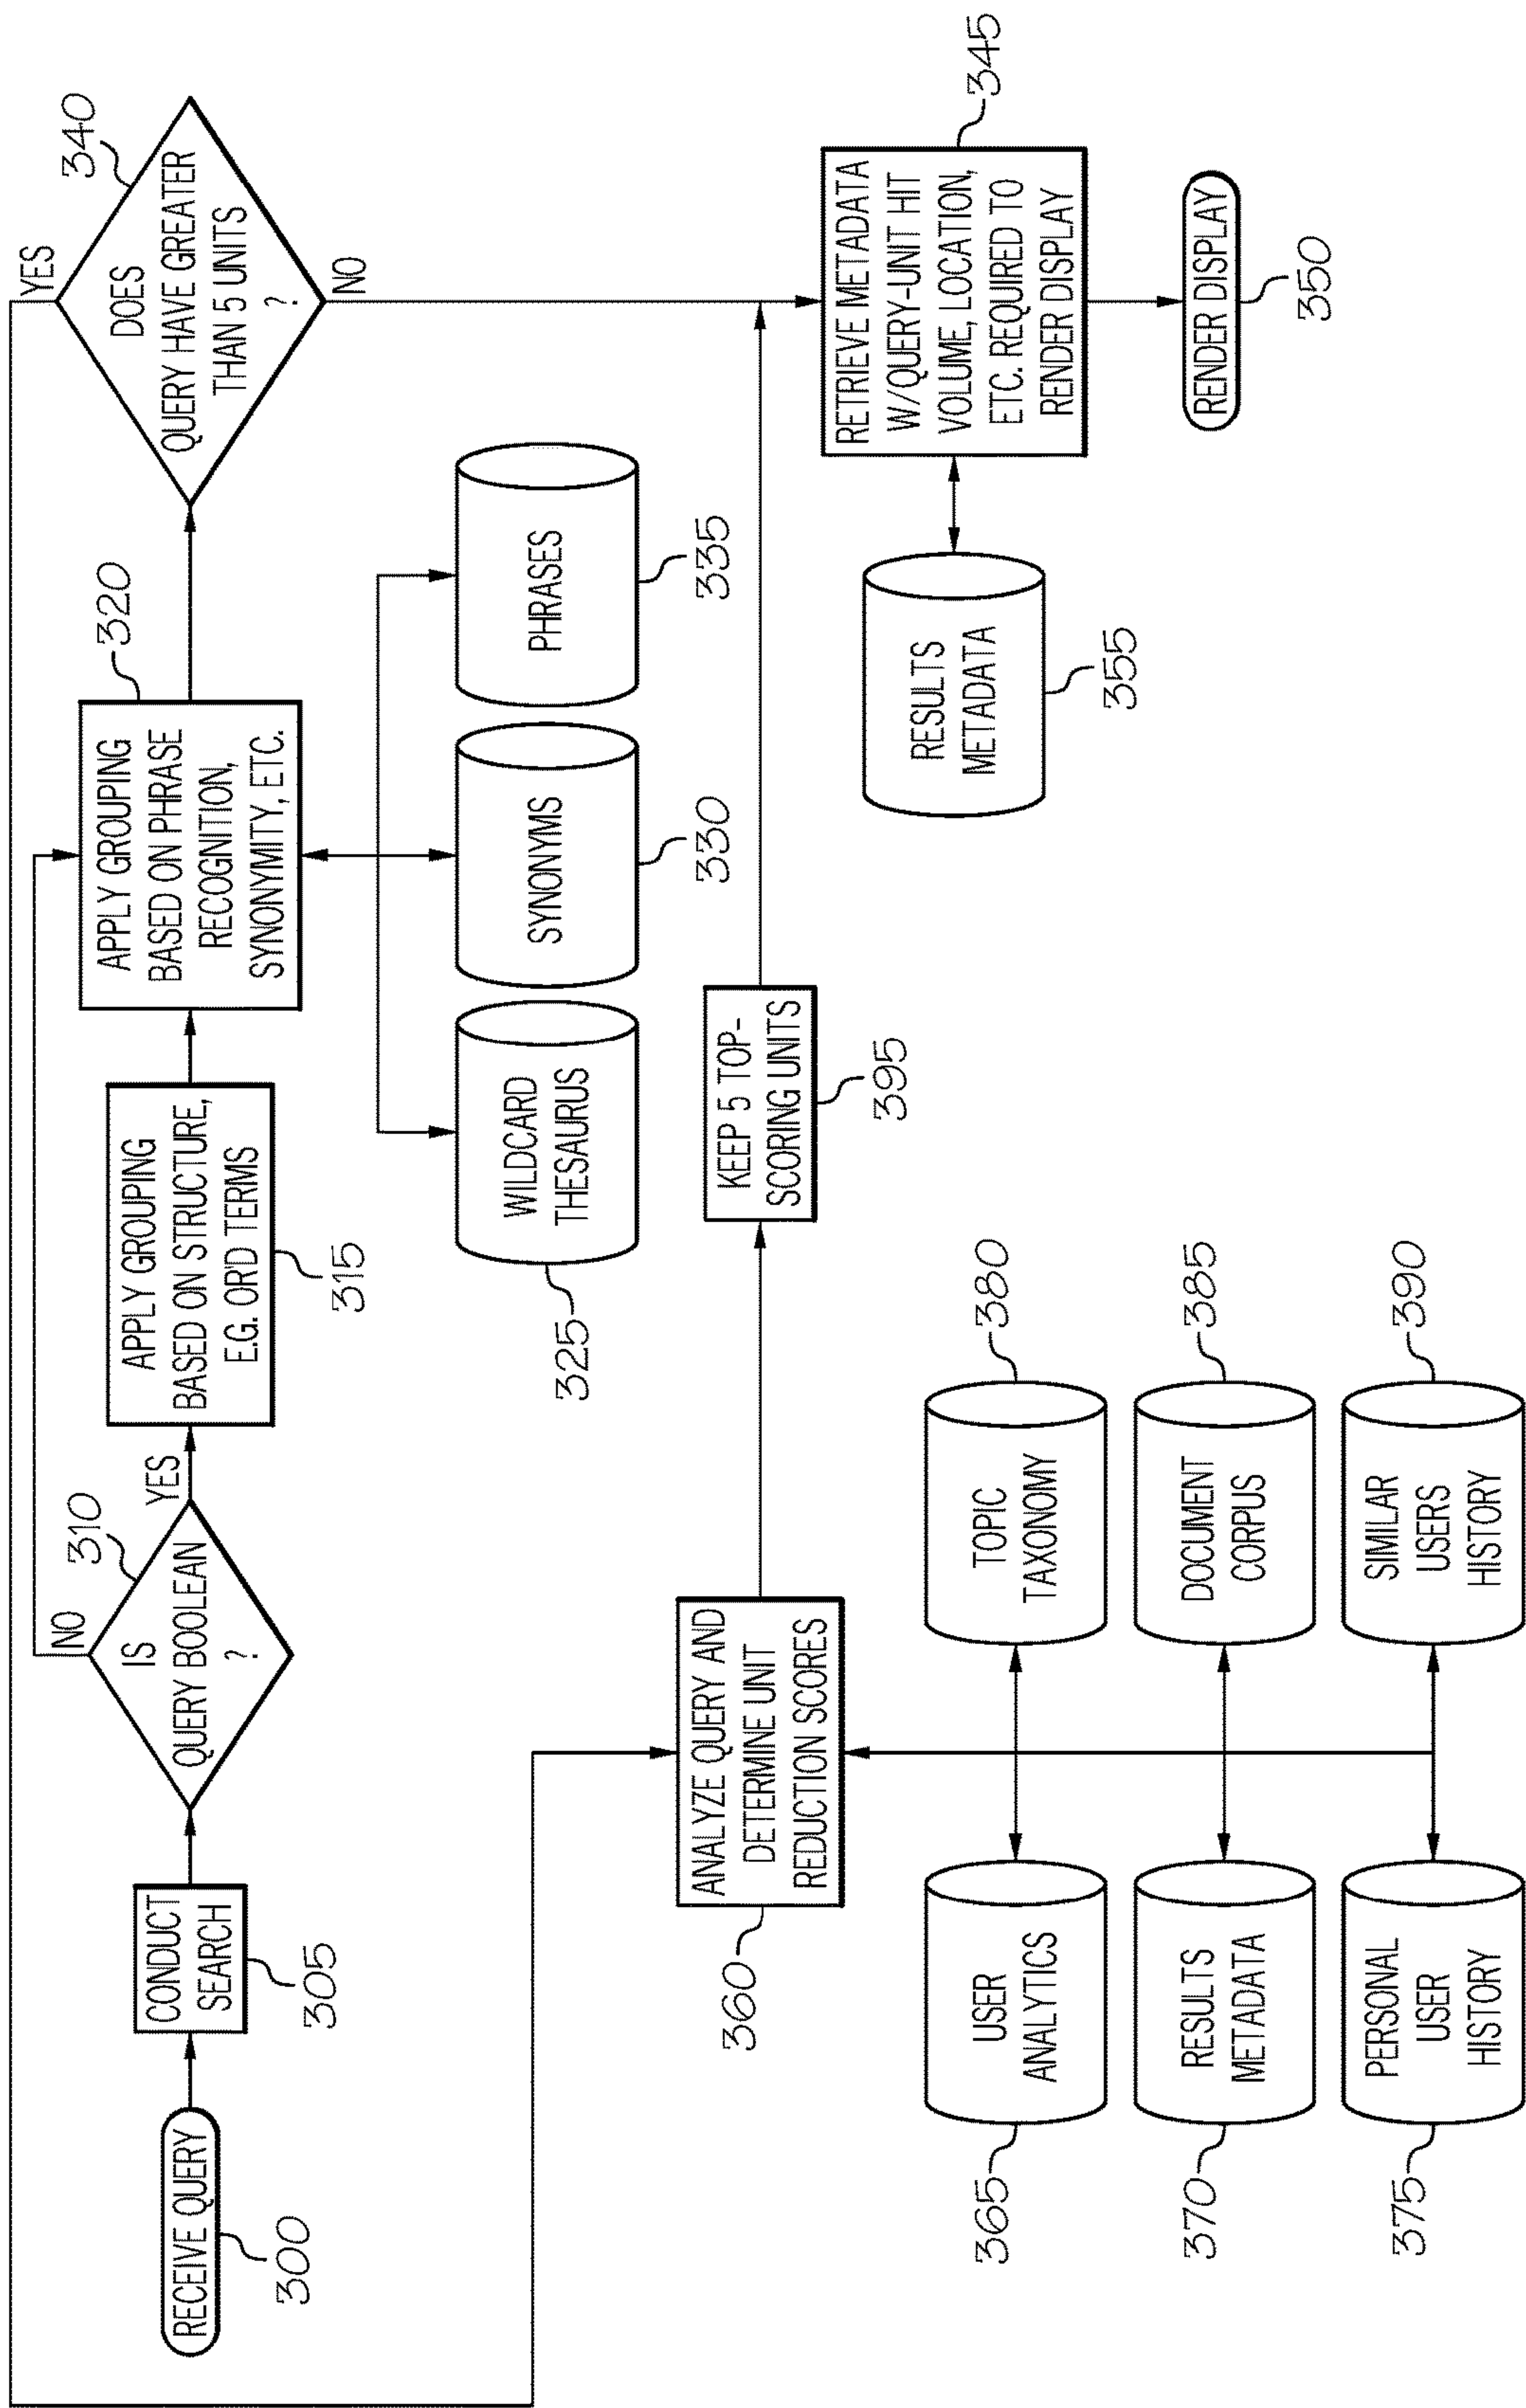 RECEIVE QUERY
300
CONDUCT
SEARCH
305
IS
QUERY BOOLEAN
?
310
NO
YES
APPLY GROUPING
BASED ON STRUCTURE,
E.G. OR'D TERMS
315
APPLY GROUPING
BASED ON PHRASE
RECOGNITION,
SYNONYMITY, ETC.
320
WILDCARD
THESAURUS
325
SYNONYMS
330
PHRASES
335
DOES
QUERY HAVE GREATER
THAN 5 UNITS
?
340
YES
NO
ANALYZE QUERY AND
DETERMINE UNIT
REDUCTION SCORES
360
KEEP 5 TOP-
SCORING UNITS
395
USER
ANALYTICS
365
TOPIC
TAXONOMY
380
RESULTS
METADATA
370
DOCUMENT
CORPUS
385
PERSONAL
USER
HISTORY
375
SIMILAR
USERS
HISTORY
390
RESULTS
METADATA
355
RETRIEVE METADATA
W/QUERY-UNIT HIT
VOLUME, LOCATION,
ETC. REQUIRED TO
RENDER DISPLAY
345
RENDER DISPLAY
350